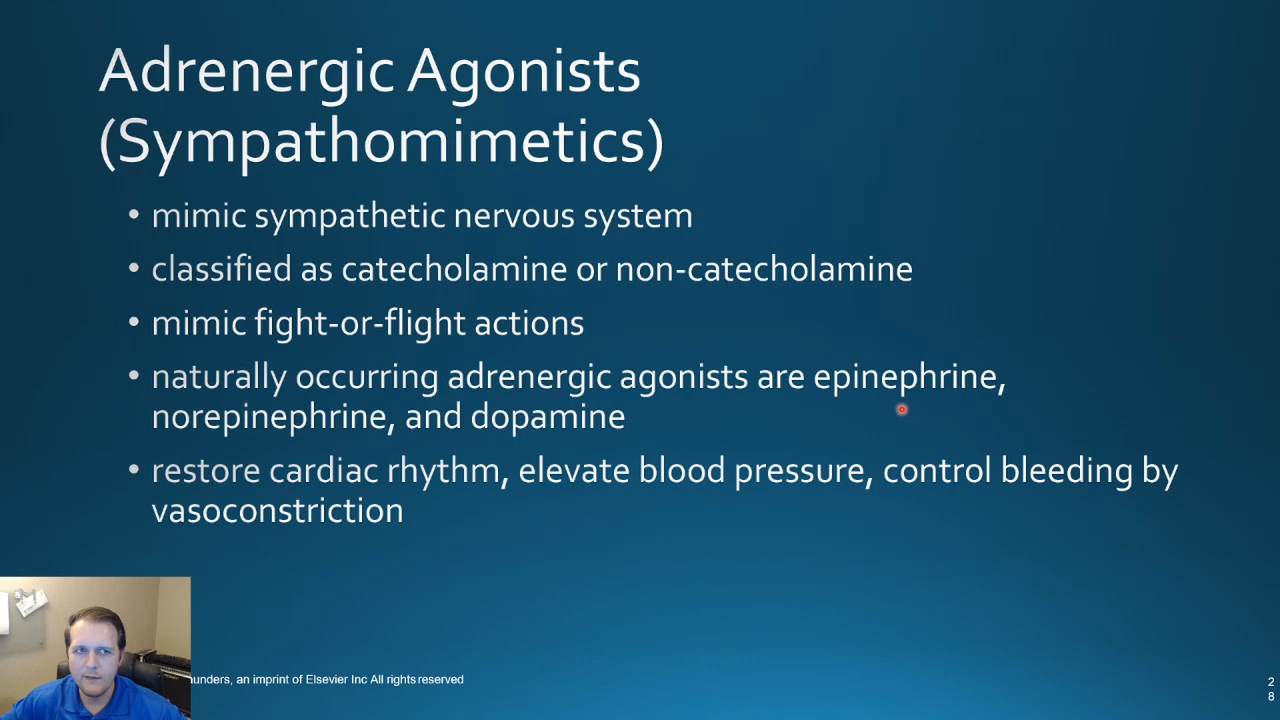 Adrenergic Agonists
(Sympathomimetics)
• mimic sympathetic nervous system
• classified as catecholamine or non-catecholamine
• mimic fight-or-flight actions
• naturally occurring adrenergic agonists are epinephrine,
norepinephrine, and dopamine
• restore cardiac rhythm, elevate blood pressure, control bleeding by
vasoconstriction
an imprint of Elsevier Inc All rights reserved
2
8